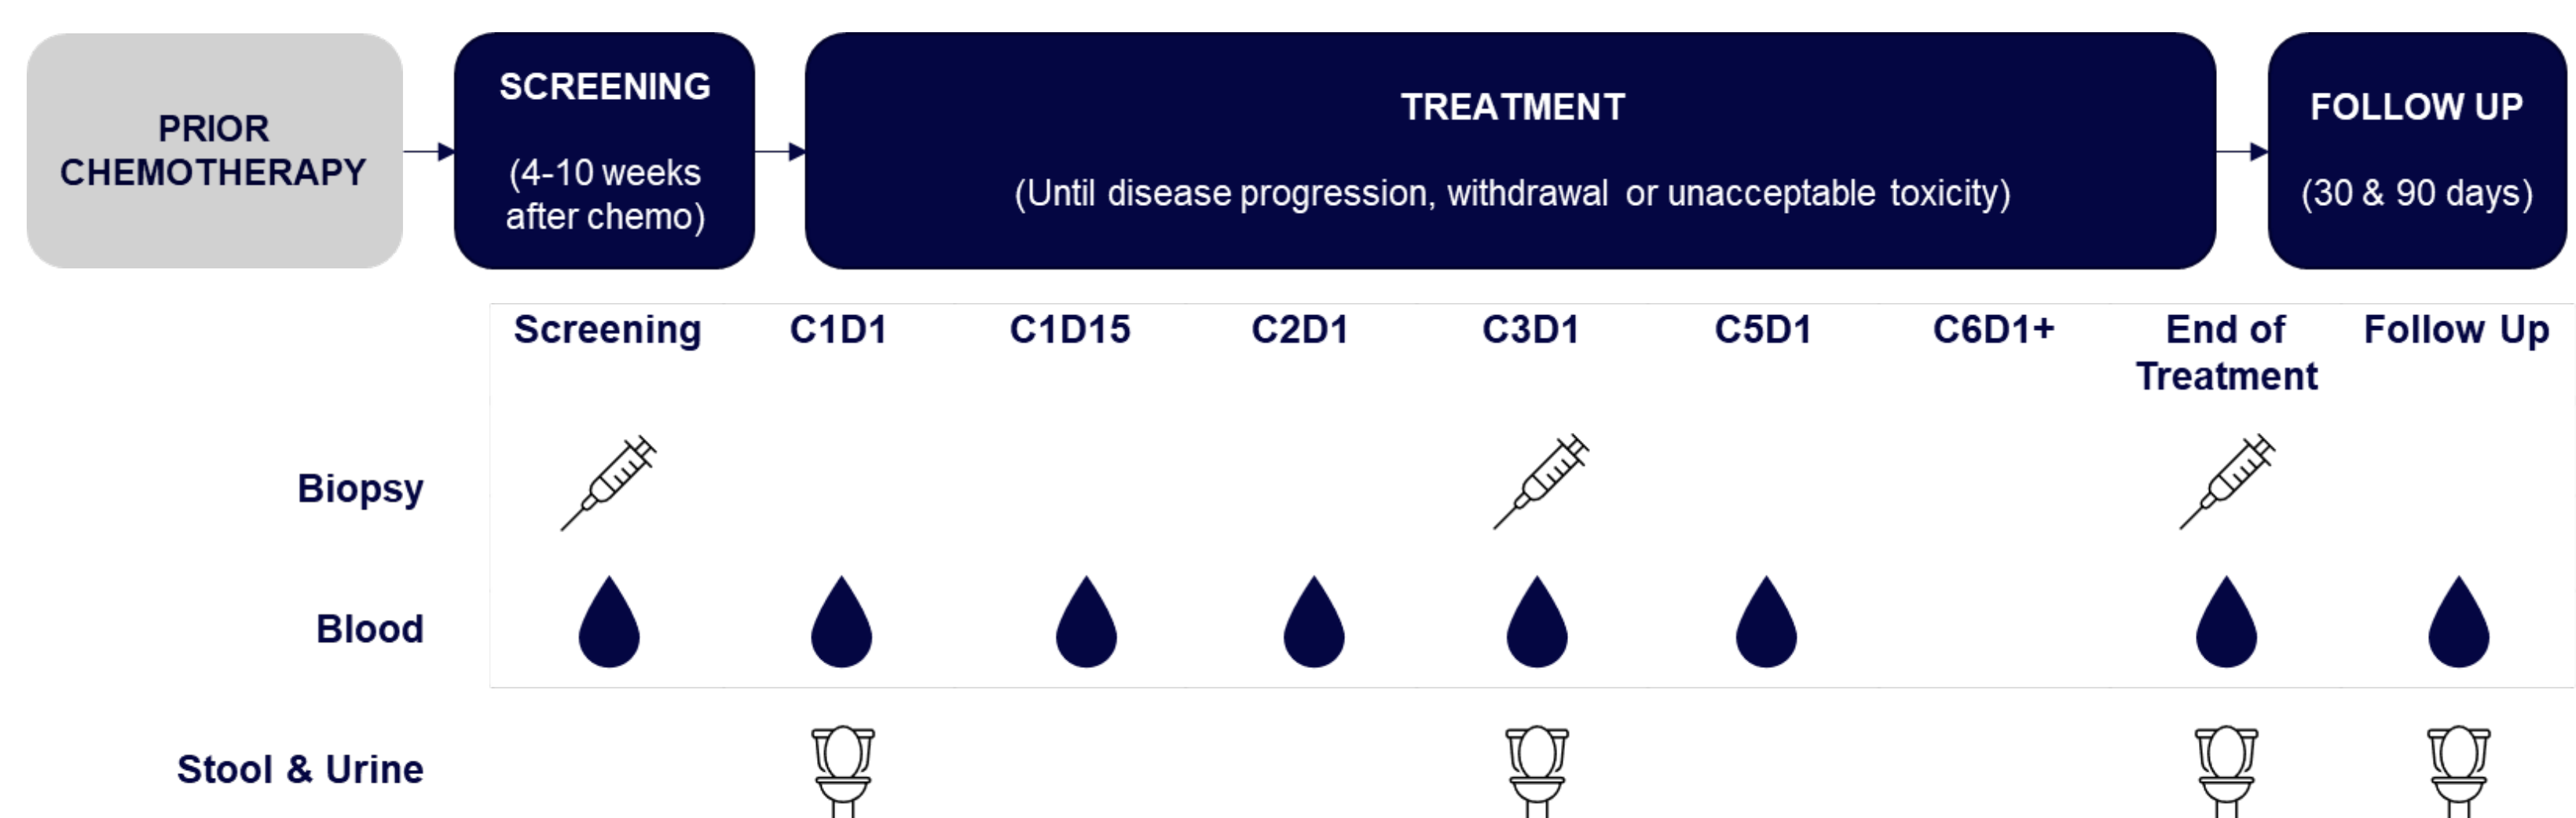 PRIOR
CHEMOTHERAPY
SCREENING
(4-10 weeks
after chemo)
TREATMENT
(Until disease progression, withdrawal or unacceptable toxicity)
FOLLOW UP
(30 & 90 days)
Screening C1D1 C1D15 C2D1 C3D1 C5D1 C6D1+ End of Follow Up
Treatment
Biopsy
Blood
Stool & Urine